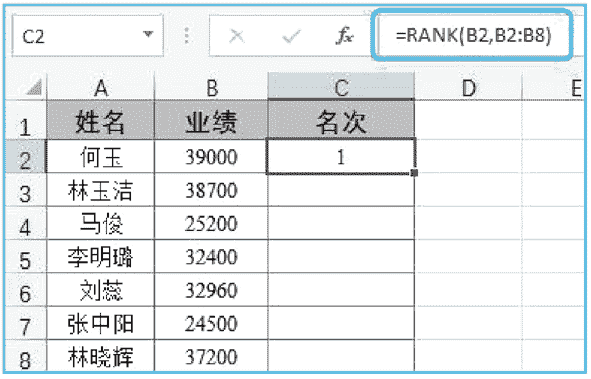 C2 fx =RANK(B2,B2:B8)
A B C D E
1 姓名 业绩 名次
2 何玉 39000 1
3 林玉洁 38700
4 马俊 25200
5 李明璐 32400
6 刘蕊 32960
7 张中阳 24500
8 林晓辉 37200